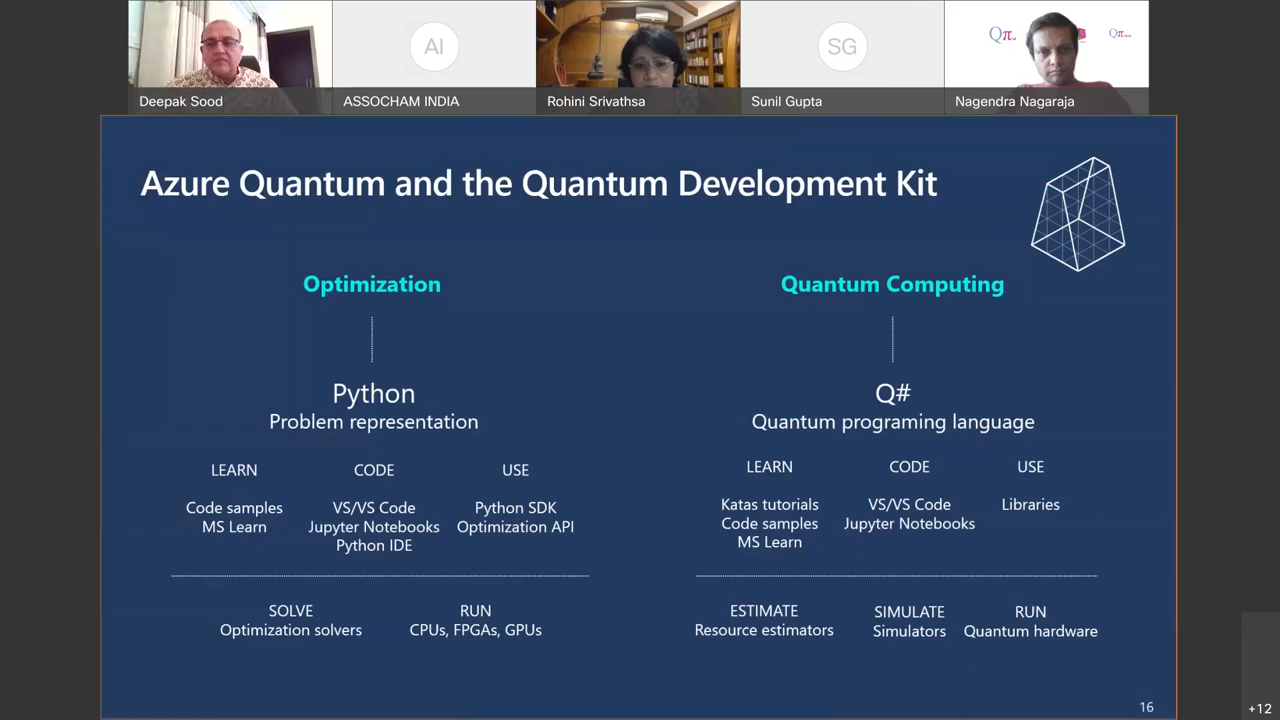 AI
SG
Qπ
Qπ
Deepak Sood
ASSOCHAM INDIA
Rohini Srivathsa
Sunil Gupta
Nagendra Nagaraja
Azure Quantum and the Quantum Development Kit
Optimization
Python
Problem representation
LEARN
Code samples
MS Learn
CODE
VS/VS Code
Jupyter Notebooks
Python IDE
USE
Python SDK
Optimization API
SOLVE
Optimization solvers
RUN
CPUs, FPGAs, GPUs
Quantum Computing
Q#
Quantum programing language
LEARN
Katas tutorials
Code samples
MS Learn
CODE
VS/VS Code
Jupyter Notebooks
USE
Libraries
ESTIMATE
Resource estimators
SIMULATE
Simulators
RUN
Quantum hardware
16
+12